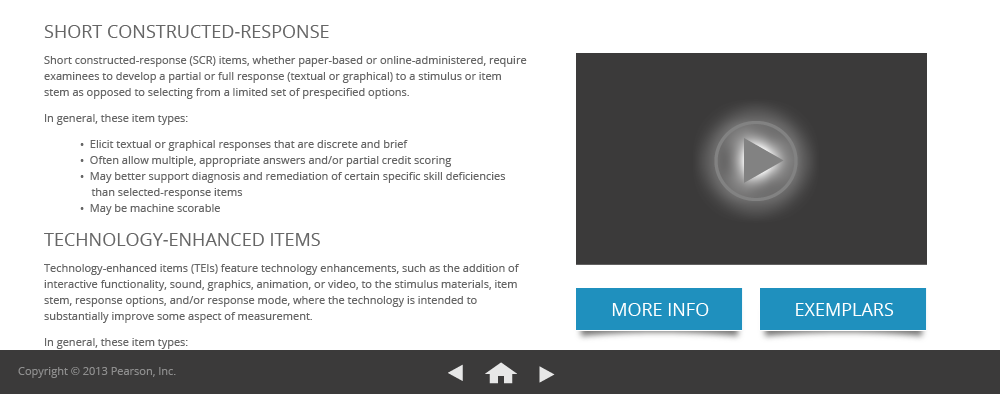 SHORT CONSTRUCTED-RESPONSE
Short constructed-response (SCR) items, whether paper-based or online-administered, require
examinees to develop a partial or full response (textual or graphical) to a stimulus or item
stem as opposed to selecting from a limited set of prespecified options.
In general, these item types:
• Elicit textual or graphical responses that are discrete and brief
• Often allow multiple, appropriate answers and/or partial credit scoring
• May better support diagnosis and remediation of certain specific skill deficiencies
than selected-response items
• May be machine scorable
TECHNOLOGY-ENHANCED ITEMS
Technology-enhanced items (TEIs) feature technology enhancements, such as the addition of
interactive functionality, sound, graphics, animation, or video, to the stimulus materials, item
stem, response options, and/or response mode, where the technology is intended to
substantially improve some aspect of measurement.
In general, these item types:
MORE INFO
EXEMPLARS
Copyright © 2013 Pearson, Inc.